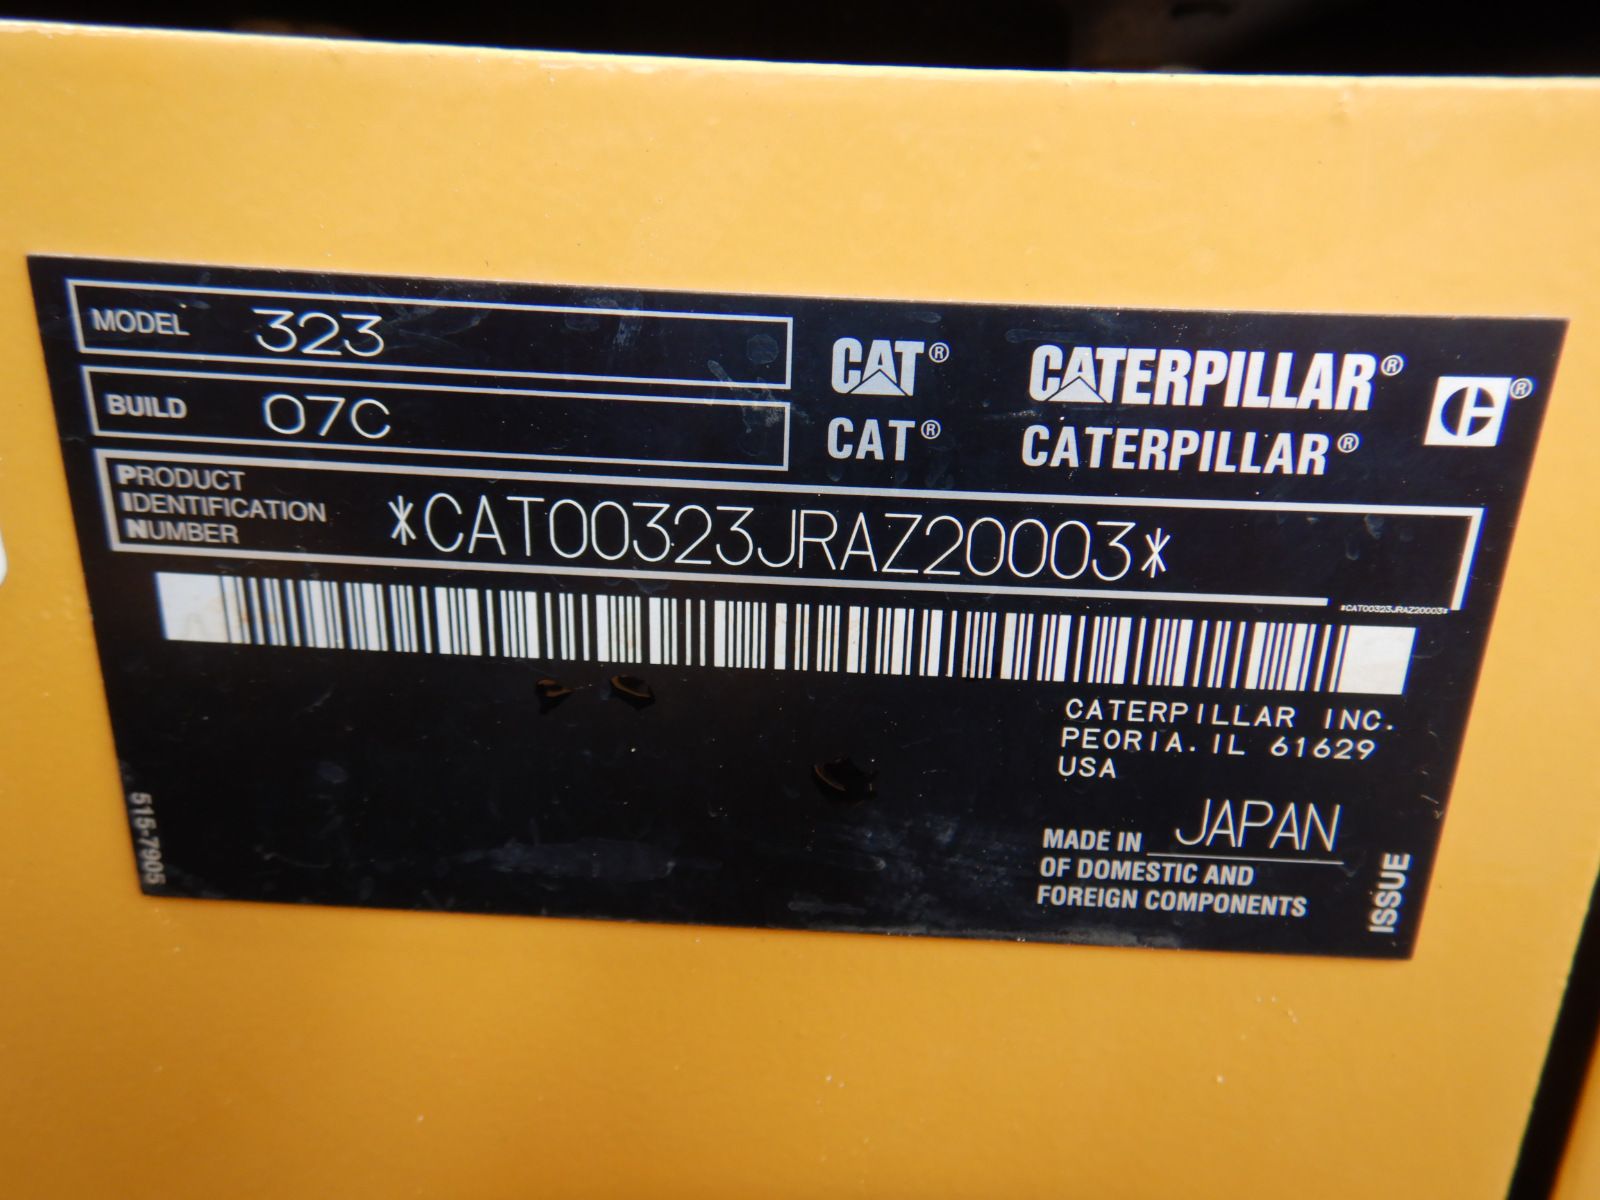 MODEL 323
BUILD 07C
CAT® CATERPILLAR® C®
CAT® CATERPILLAR®
PRODUCT
IDENTIFICATION
NUMBER
*CAT00323JRAZ20003*
*CAT00323JRAZ20003*
CATERPILLAR INC.
PEORIA. IL 61629
USA
MADE IN JAPAN
OF DOMESTIC AND
FOREIGN COMPONENTS
515-7905
ISSUE